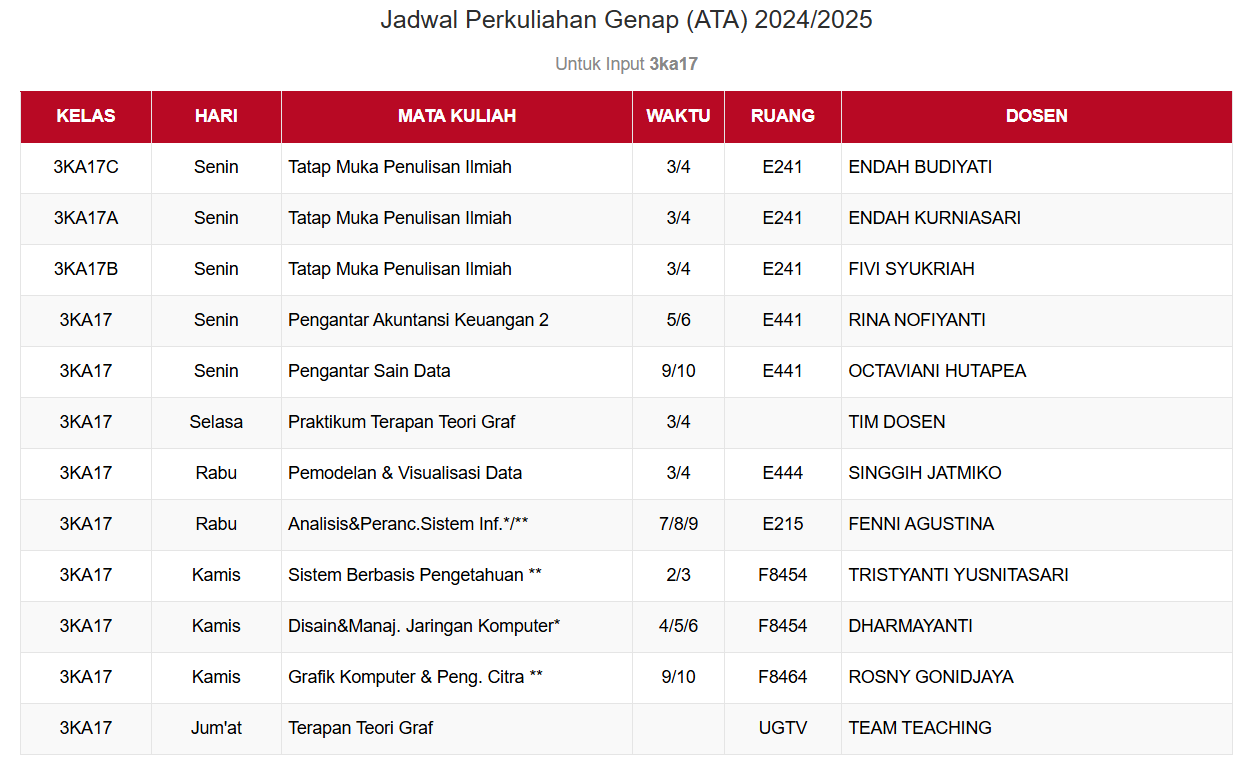 Jadwal Perkuliahan Genap (ATA) 2024/2025
Untuk Input 3ka17
KELAS HARI MATA KULIAH WAKTU RUANG DOSEN
3KA17C Senin Tatap Muka Penulisan Ilmiah 3/4 E241 ENDAH BUDIYATI
3KA17A Senin Tatap Muka Penulisan Ilmiah 3/4 E241 ENDAH KURNIASARI
3KA17B Senin Tatap Muka Penulisan Ilmiah 3/4 E241 FIVI SYUKRIAH
3KA17 Senin Pengantar Akuntansi Keuangan 2 5/6 E441 RINA NOFIYANTI
3KA17 Senin Pengantar Sain Data 9/10 E441 OCTAVIANI HUTAPEA
3KA17 Selasa Praktikum Terapan Teori Graf 3/4 TIM DOSEN
3KA17 Rabu Pemodelan & Visualisasi Data 3/4 E444 SINGGIH JATMIKO
3KA17 Rabu Analisis&Peranc.Sistem Inf.*/** 7/8/9 E215 FENNI AGUSTINA
3KA17 Kamis Sistem Berbasis Pengetahuan ** 2/3 F8454 TRISTYANTI YUSNITASARI
3KA17 Kamis Disain&Manaj. Jaringan Komputer* 4/5/6 F8454 DHARMAYANTI
3KA17 Kamis Grafik Komputer & Peng. Citra ** 9/10 F8464 ROSNY GONIDJAYA
3KA17 Jum'at Terapan Teori Graf UGTV TEAM TEACHING